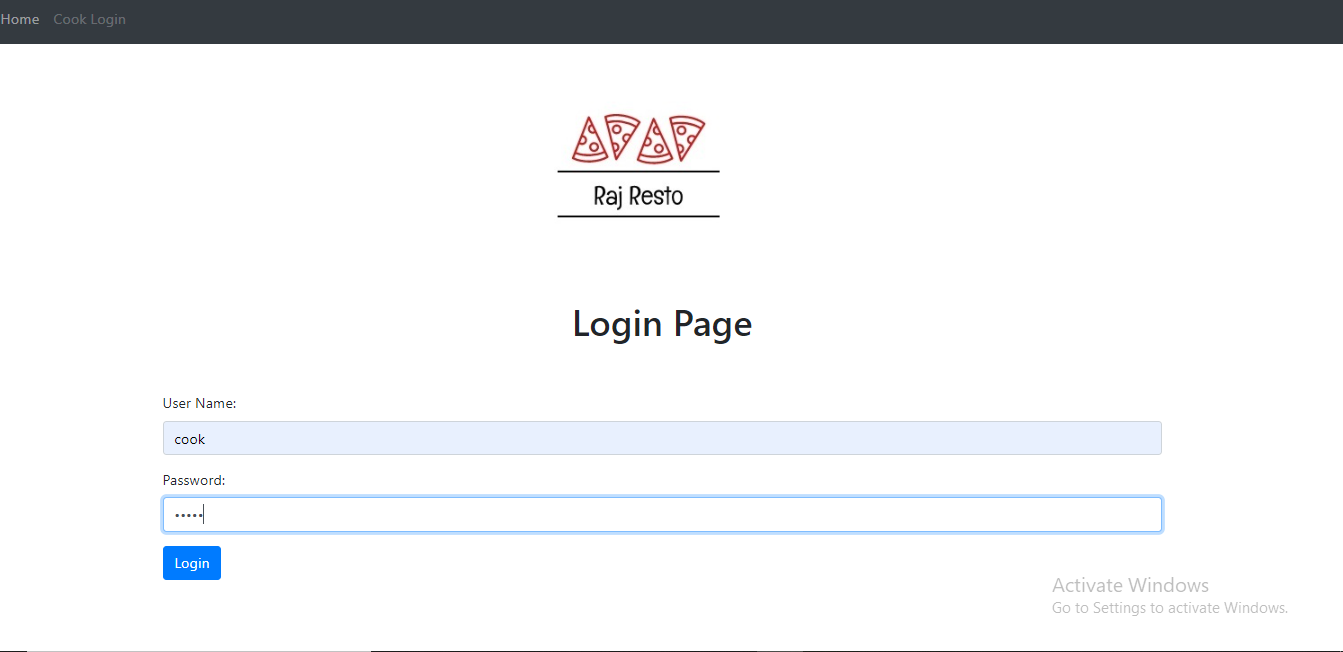 Home Cook Login
Raj Resto
Login Page
User Name:
cook
Password:
•••••
Login
Activate Windows
Go to Settings to activate Windows.